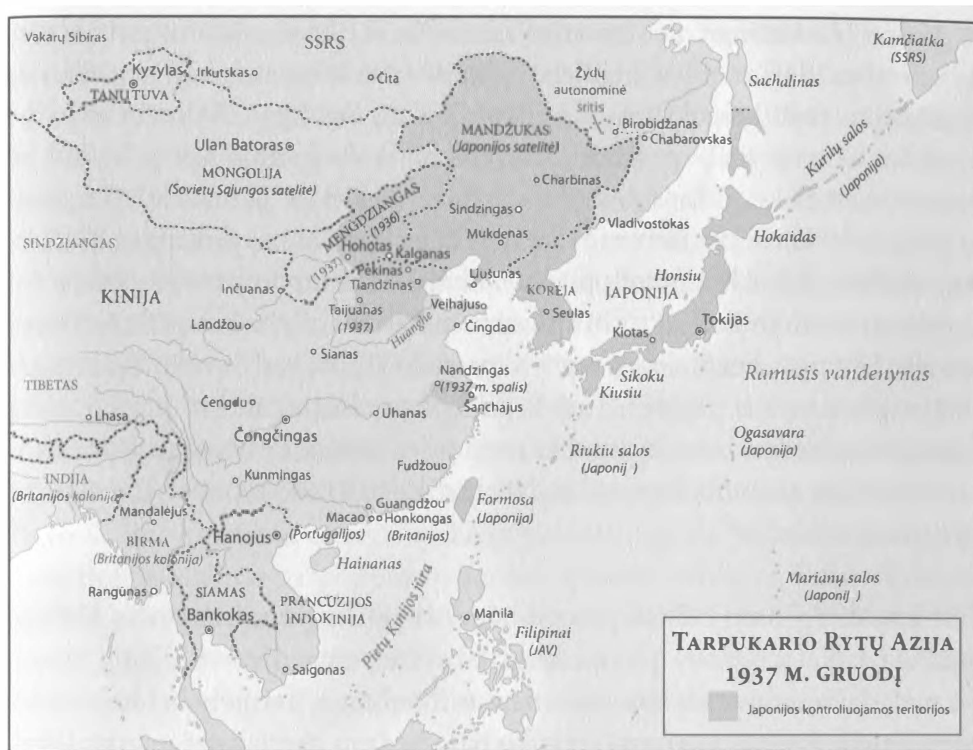 Vakarų Sibiras
SSRS
Kamčiatka
(SSRS)
Kyzylas
TANU TUVA
Irkutskas
Čita
Žydų
autonominė
sritis
Sachalinas
Birobidžanas
Chabarovskas
MANDŽUKAS
(Japonijos satelitė)
Ulan Batoras
MONGOLIJA
(Sovietų Sąjungos satelitė)
Kurilų salos
(Japonija)
Charbinas
MENGDZIANGAS
(1936)
Sindzingas
Vladivostokas
SINDZIANGAS
Hohotas
Mukdenas
Hokaidas
(1937)
Kalganas
Pekinas
Tiandzinas
Liušunas
KORĖJA
Honsiu
JAPONIJA
KINIJA
Inčuanas
Taijuanas
(1937)
Veihajus
Seulas
Tokijas
Landžou
Huanghė
Čingdao
Kiotas
Sianas
Sikoku
Kiusiu
Nandzingas
(1937 m. spalis)
Šanchajus
Ramusis vandenynas
TIBETAS
Lhasa
Čengdu
Uhanas
Čongčingas
Ogasavara
(Japonija)
Riukiu salos
(Japonij )
Fudžou
INDIJA
(Britanijos kolonija)
Kunmingas
Formosa
(Japonija)
Mandalėjus
Guangdžou
Macao
Honkongas
(Portugalijos)
(Britanijos)
BIRMA
(Britanijos kolonija)
Hanojus
Hainanas
Rangūnas
SIAMAS
Bankokas
PRANCŪZIJOS
INDOKINIJA
Pietų Kinijos jūra
Marianų salos
(Japonij )
Manila
Filipinai
(JAV)
Saigonas
TARPUKARIO RYTŲ AZIJA
1937 M. GRUODĮ
Japonijos kontroliuojamos teritorijos